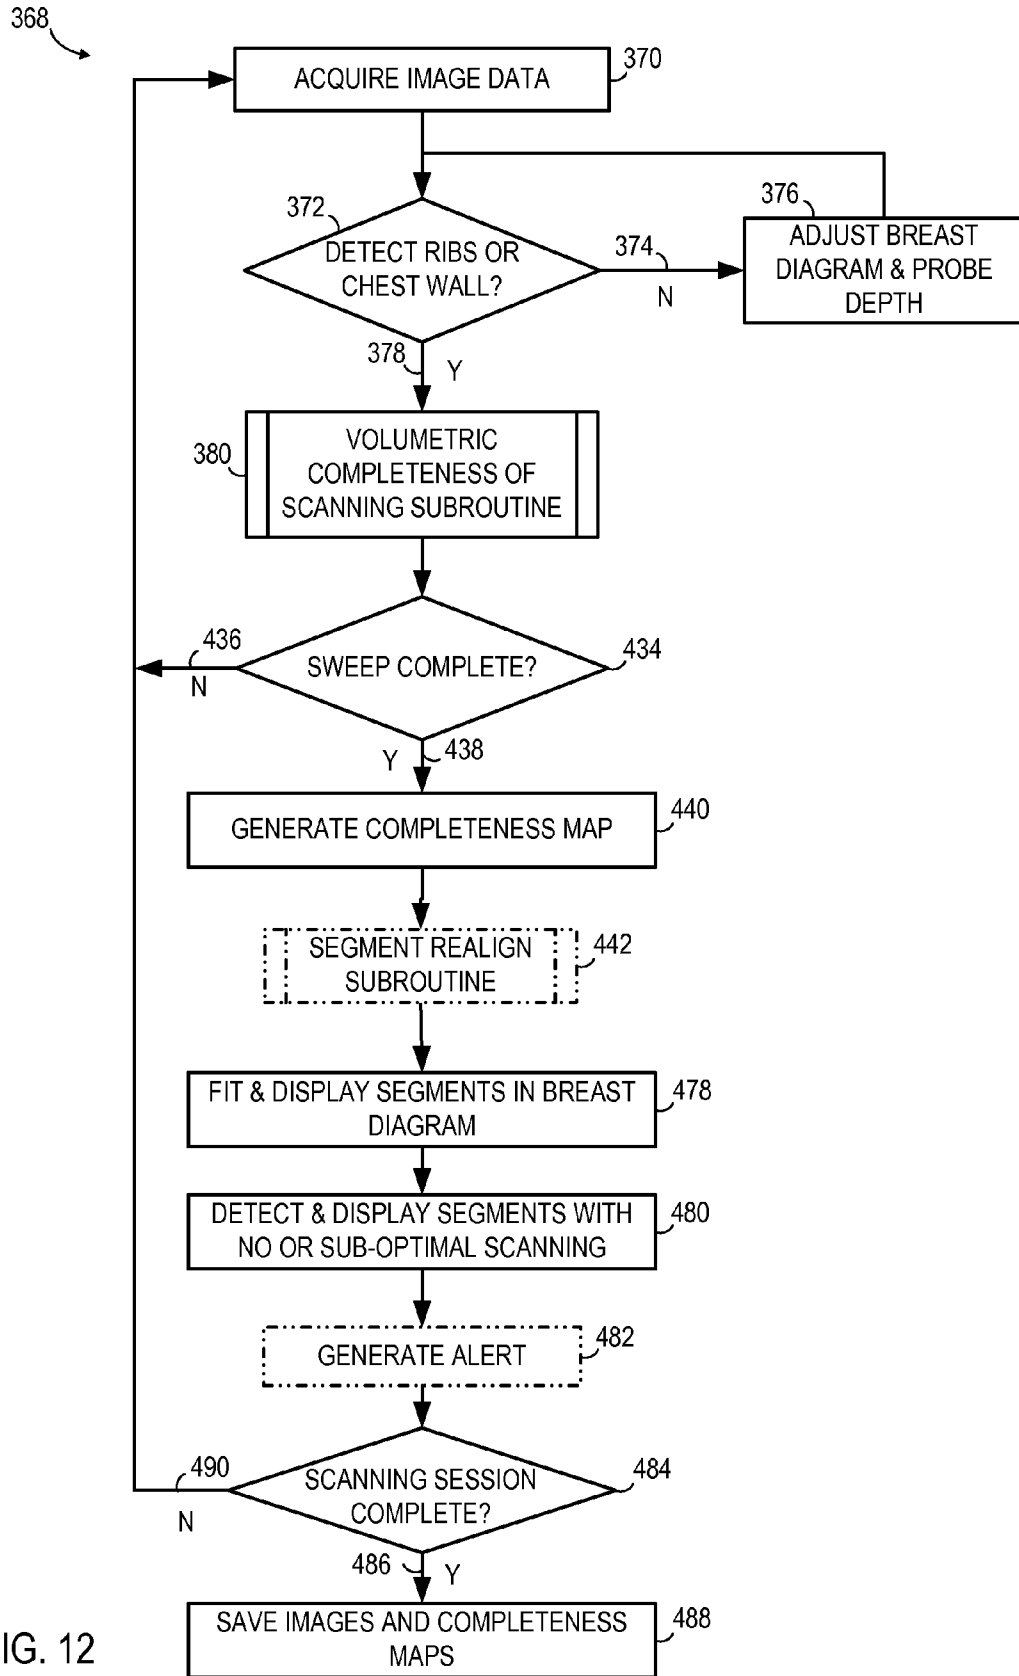 368
ACQUIRE IMAGE DATA
370
372
DETECT RIBS OR
CHEST WALL?
374
N
376
ADJUST BREAST
DIAGRAM & PROBE
DEPTH
378
Y
380
VOLUMETRIC
COMPLETENESS OF
SCANNING SUBROUTINE
436
N
SWEEP COMPLETE?
434
Y
438
GENERATE COMPLETENESS MAP
440
SEGMENT REALIGN
SUBROUTINE
442
FIT & DISPLAY SEGMENTS IN BREAST
DIAGRAM
478
DETECT & DISPLAY SEGMENTS WITH
NO OR SUB-OPTIMAL SCANNING
480
GENERATE ALERT
482
490
N
SCANNING SESSION
COMPLETE?
484
486
Y
SAVE IMAGES AND COMPLETENESS
MAPS
488
IG. 12